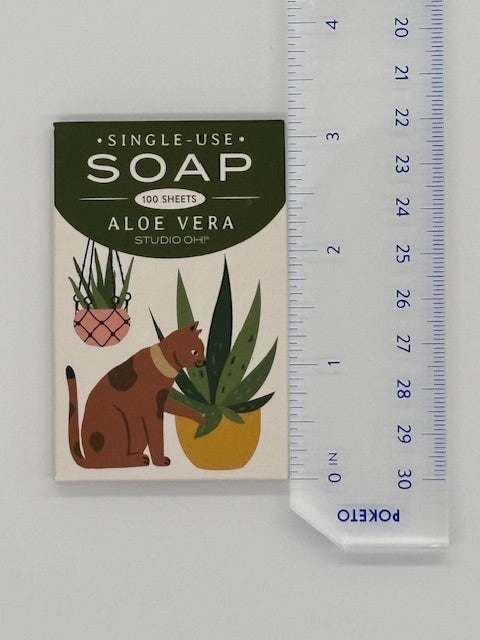 •SINGLE-USE•
SOAP
100 SHEETS
ALOE VERA
STUDIO OH!®
4
3
2
1
0 IN
20
21
22
23
24
25
26
27
28
29
30
POKETO